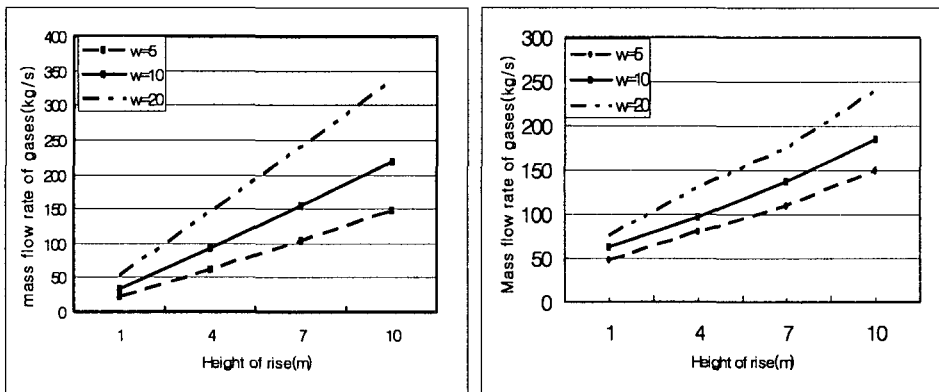 mass flow rate of gases(kg/s)
400
350
300
250
200
150
100
50
0
w=5
w=10
w=20
1 4 7 10
Height of rise(m)
Mass flow rate of gases(kg/s)
300
250
200
150
100
50
0
w=5
w=10
w=20
1 4 7 10
Height of rise(m)